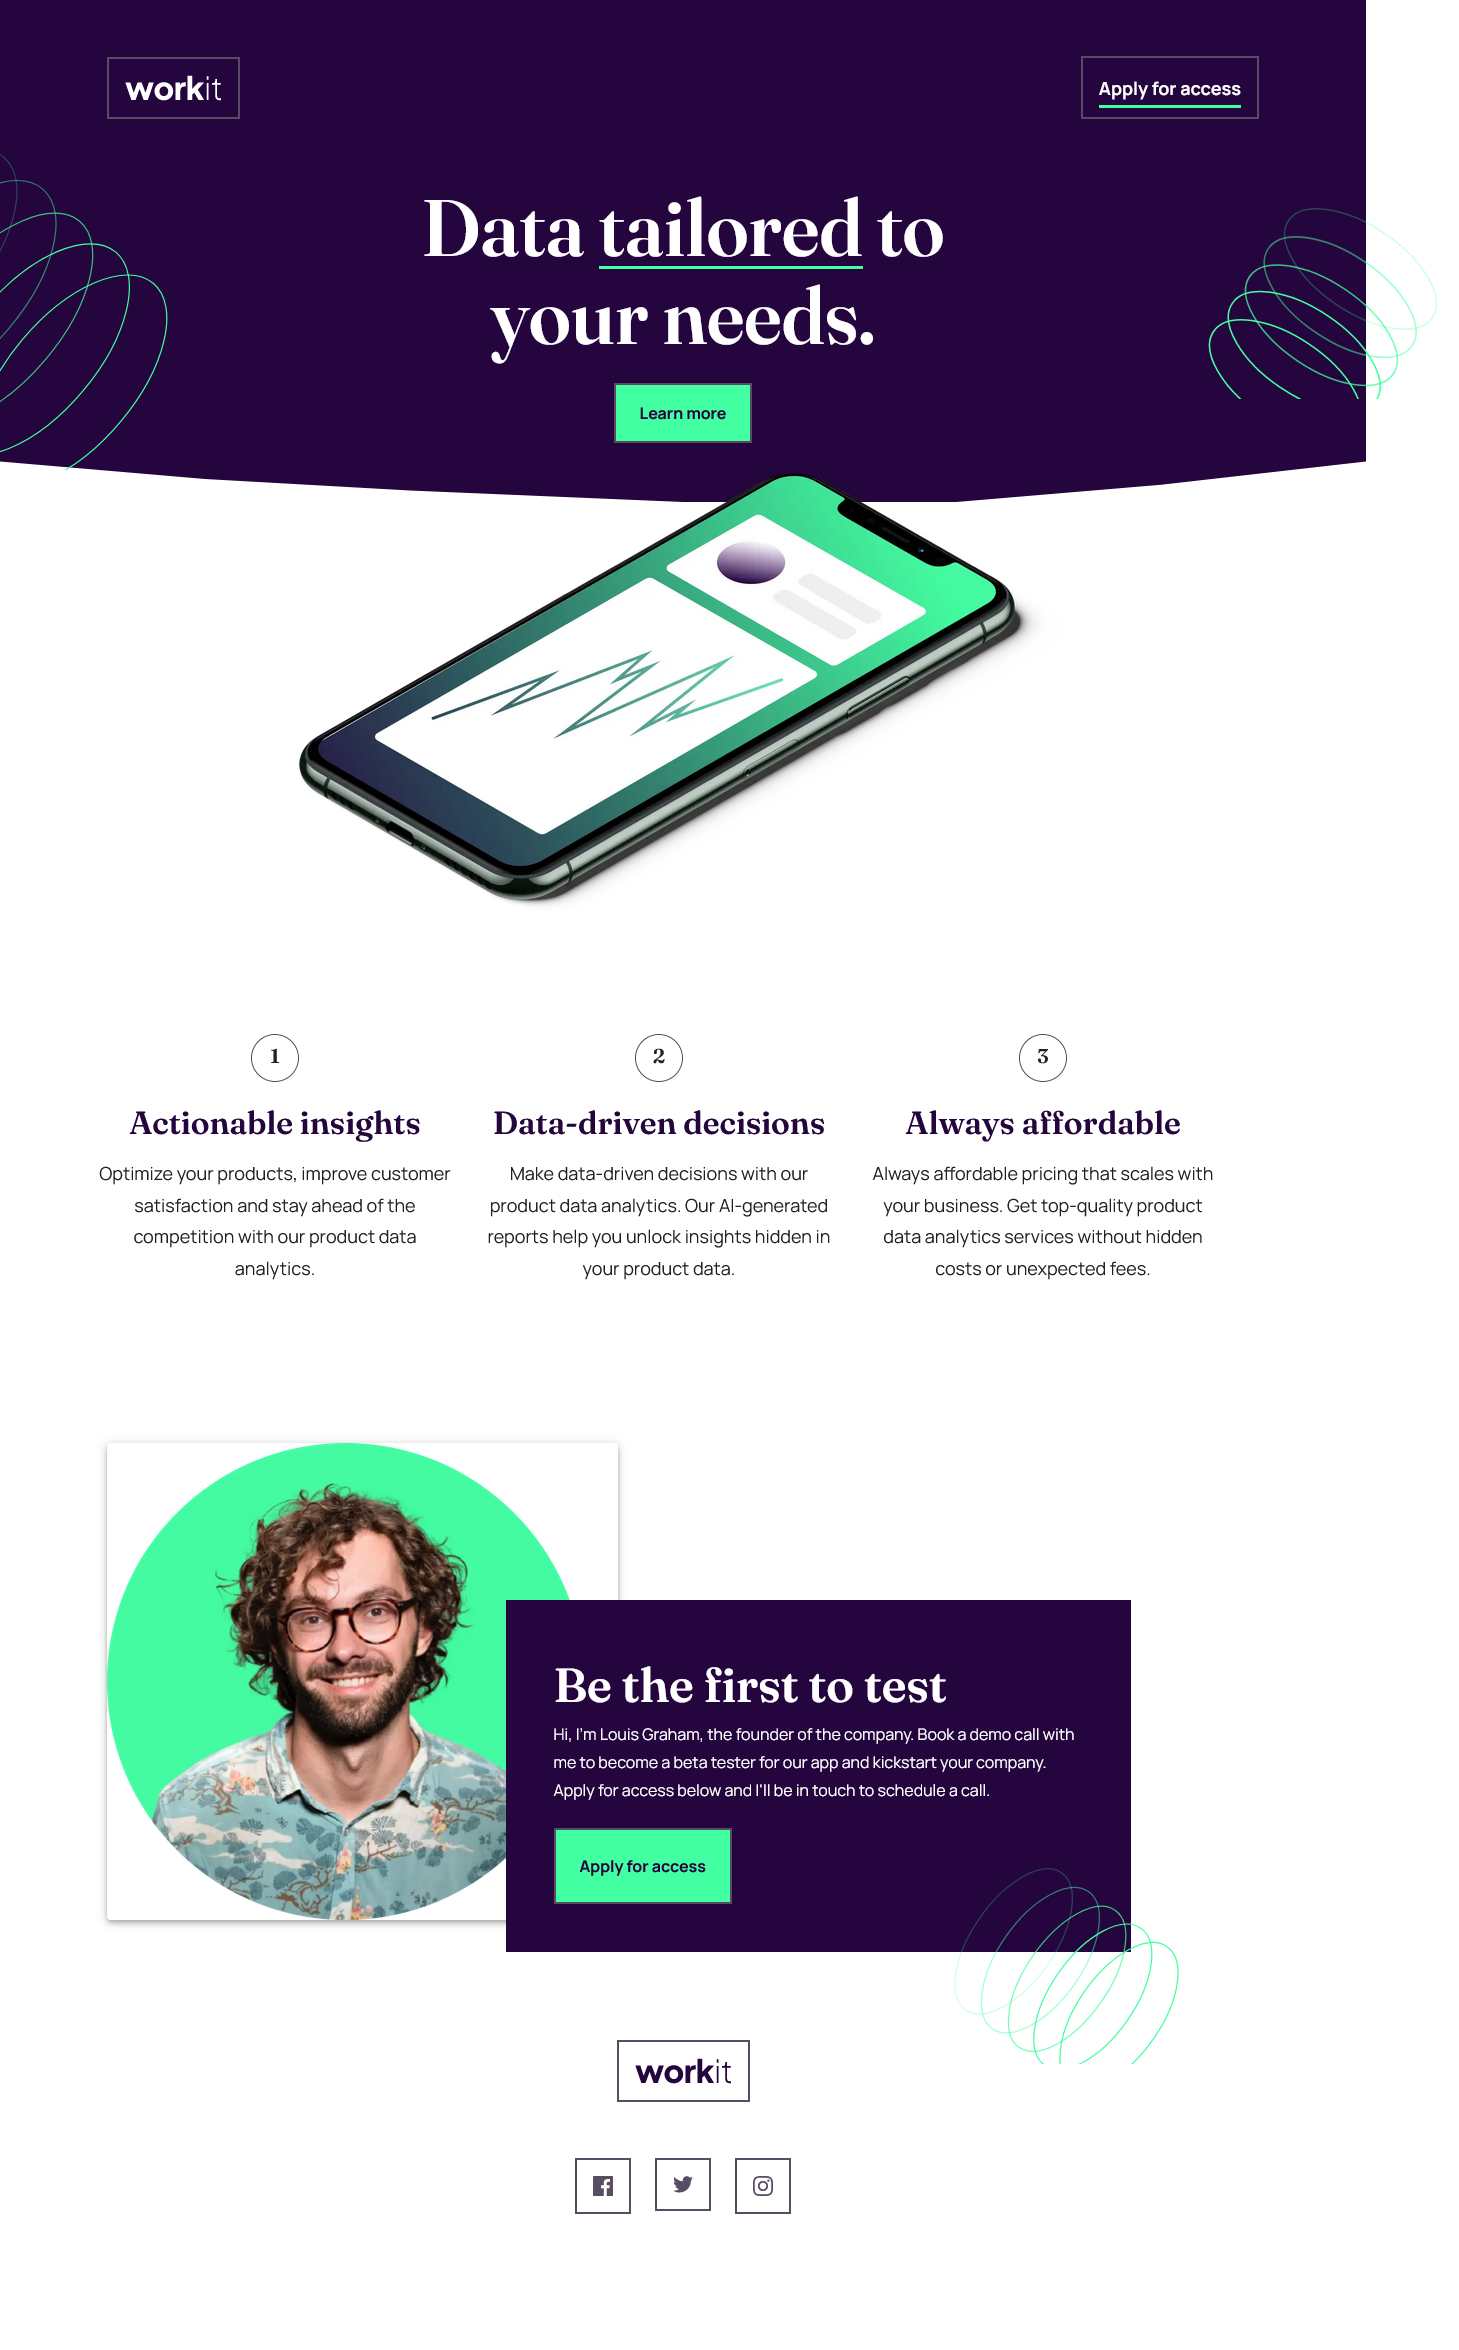 workit
Apply for access
Data tailored to
your needs.
Learn more
1
Actionable insights
Optimize your products, improve customer
satisfaction and stay ahead of the
competition with our product data
analytics.
2
Data-driven decisions
Make data-driven decisions with our
product data analytics. Our AI-generated
reports help you unlock insights hidden in
your product data.
3
Always affordable
Always affordable pricing that scales with
your business. Get top-quality product
data analytics services without hidden
costs or unexpected fees.
Be the first to test
Hi, I'm Louis Graham, the founder of the company. Book a demo call with
me to become a beta tester for our app and kickstart your company.
Apply for access below and I'll be in touch to schedule a call.
Apply for access
workit